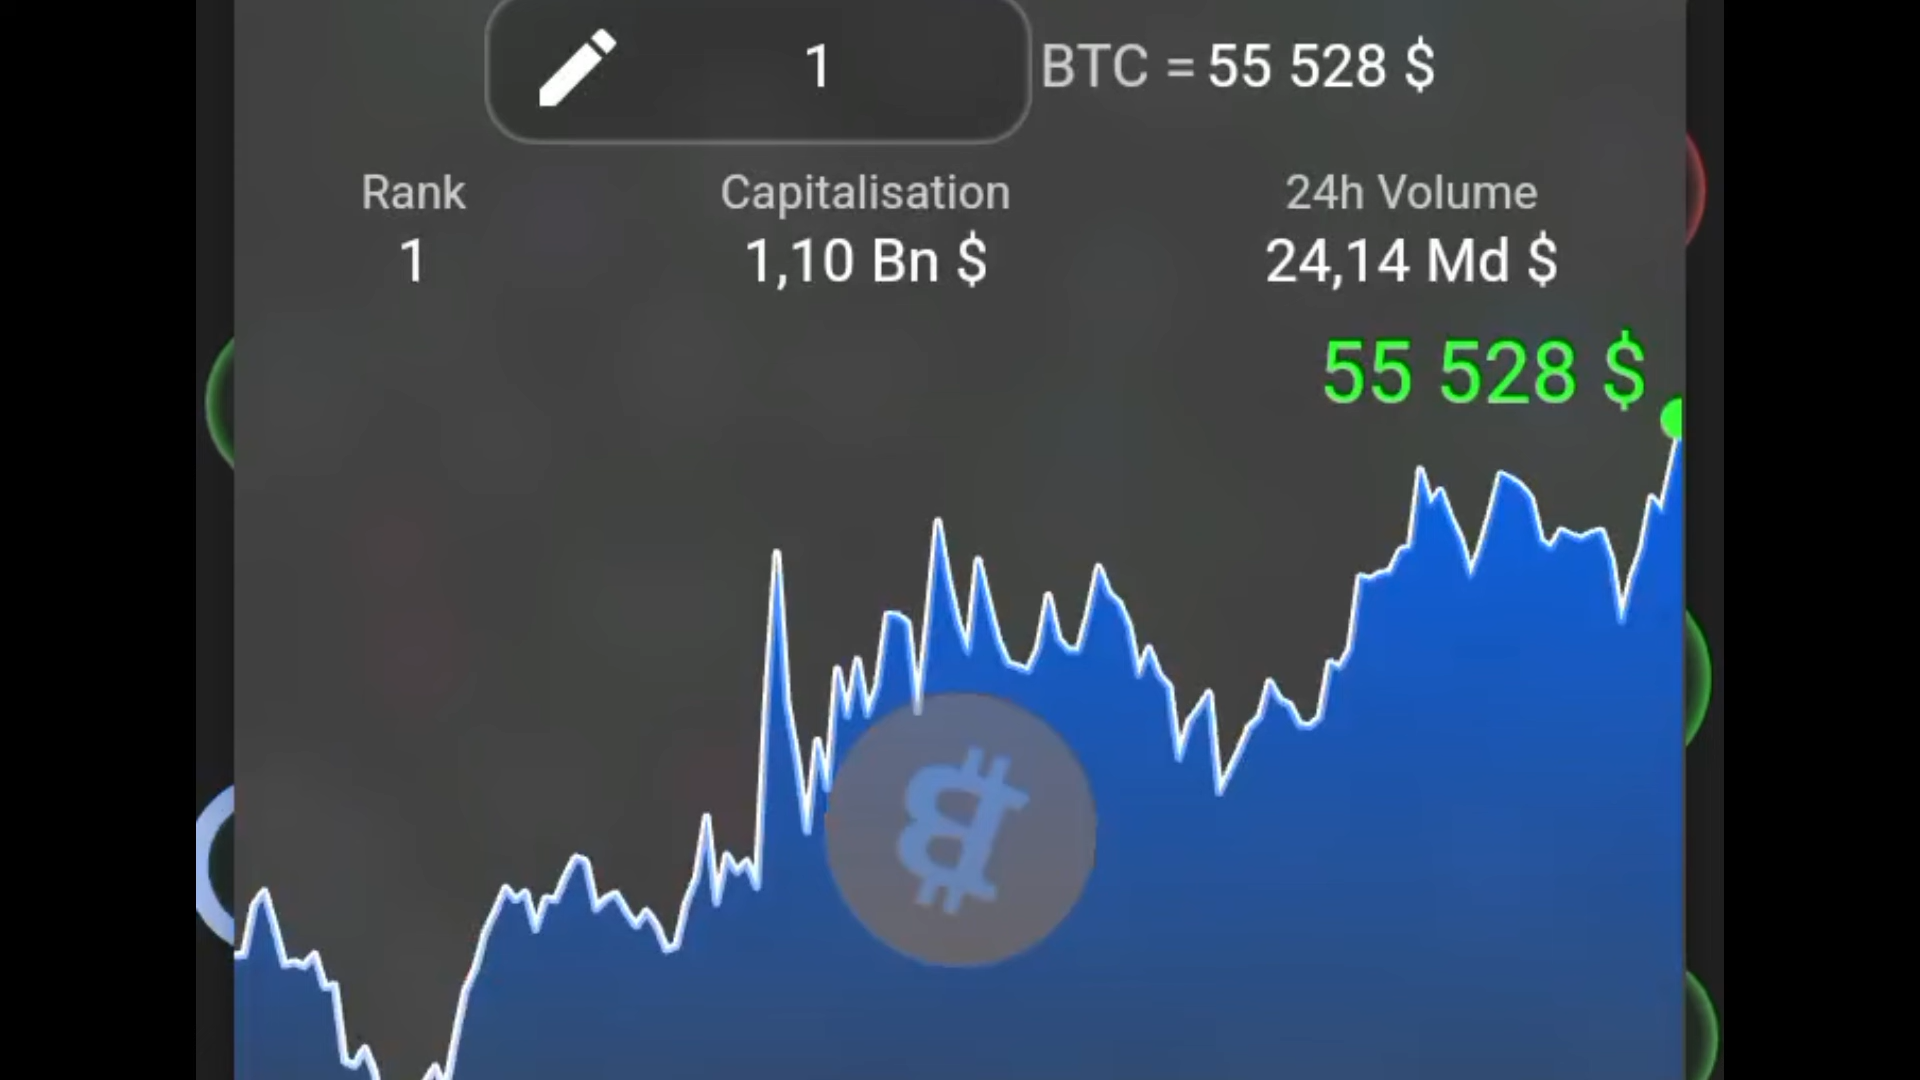 1 BTC = 55 528 $
Rank Capitalisation 24h Volume
1 1,10 Bn $ 24,14 Md $
55 528 $